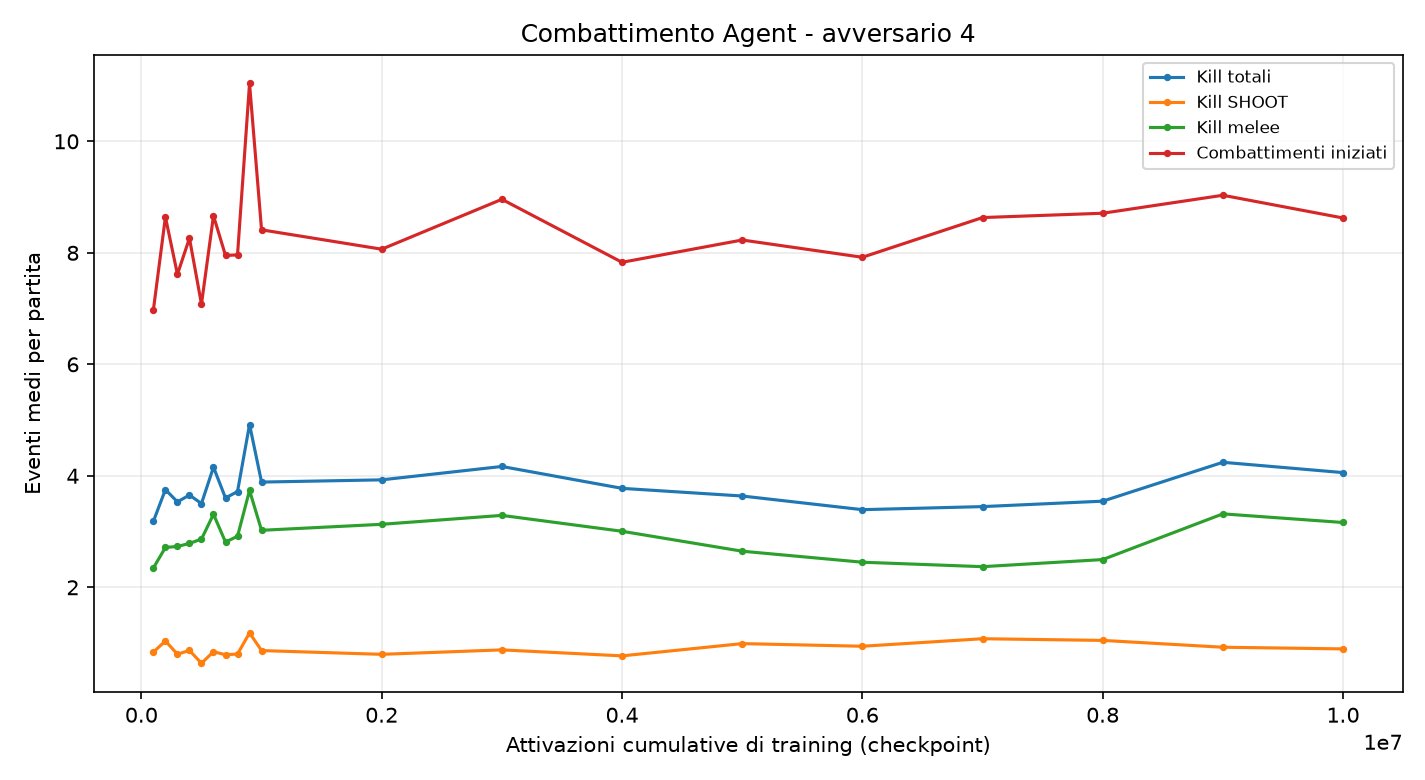 Combattimento Agent - avversario 4
Kill totali
Kill SHOOT
Kill melee
Combattimenti iniziati
Eventi medi per partita
10
8
6
4
2
0.0 0.2 0.4 0.6 0.8 1.0
1e7
Attivazioni cumulative di training (checkpoint)